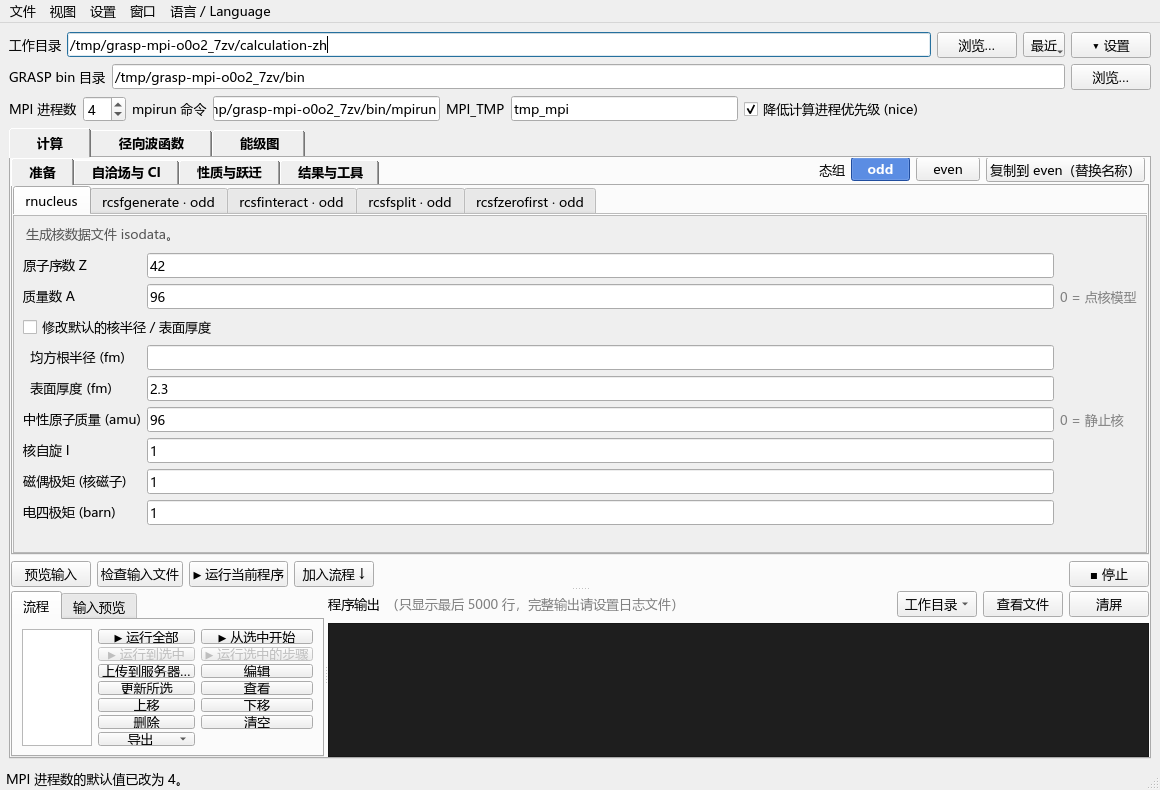 文件 视图 设置 窗口 语言 / Language
工作目录 /tmp/grasp-mpi-o0o2_7zv/calculation-zh 浏览... 最近 ▾ 设置
GRASP bin 目录 /tmp/grasp-mpi-o0o2_7zv/bin 浏览...
MPI 进程数 4 mpirun 命令 np/grasp-mpi-o0o2_7zv/bin/mpirun MPI_TMP tmp_mpi 降低计算进程优先级 (nice)
计算 径向波函数 能级图
准备 自洽场与 CI 性质与跃迁 结果与工具 态组 odd even 复制到 even（替换名称）
rnucleus rcsfgenerate · odd rcsfinteract · odd rcsfsplit · odd rcsfzerofirst · odd
生成核数据文件 isodata。
原子序数 Z 42
质量数 A 96 0 = 点核模型
修改默认的核半径 / 表面厚度
均方根半径 (fm)
表面厚度 (fm) 2.3
中性原子质量 (amu) 96 0 = 静止核
核自旋 I 1
磁偶极矩 (核磁子) 1
电四极矩 (barn) 1
预览输入 检查输入文件 ▶ 运行当前程序 加入流程 ↓ ■ 停止
流程 输入预览 程序输出 （只显示最后 5000 行，完整输出请设置日志文件） 工作目录 查看文件 清屏
▶ 运行全部 ▶ 从选中开始
▶ 运行到选中 ▶ 运行选中的步骤
上传到服务器... 编辑
更新所选 查看
上移 下移
删除 清空
导出
MPI 进程数的默认值已改为 4。